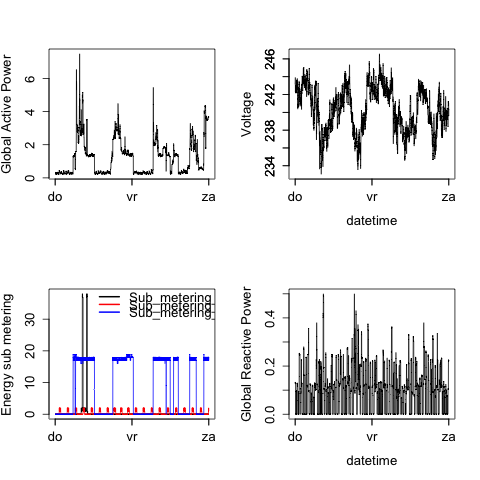 Global Active Power
0 2 4 6
do vr za
Voltage
234 238 242 246
do vr za
datetime
Energy sub metering
0 10 20 30
Sub_metering
Sub_metering
Sub_metering
do vr za
Global Reactive Power
0.0 0.2 0.4
do vr za
datetime